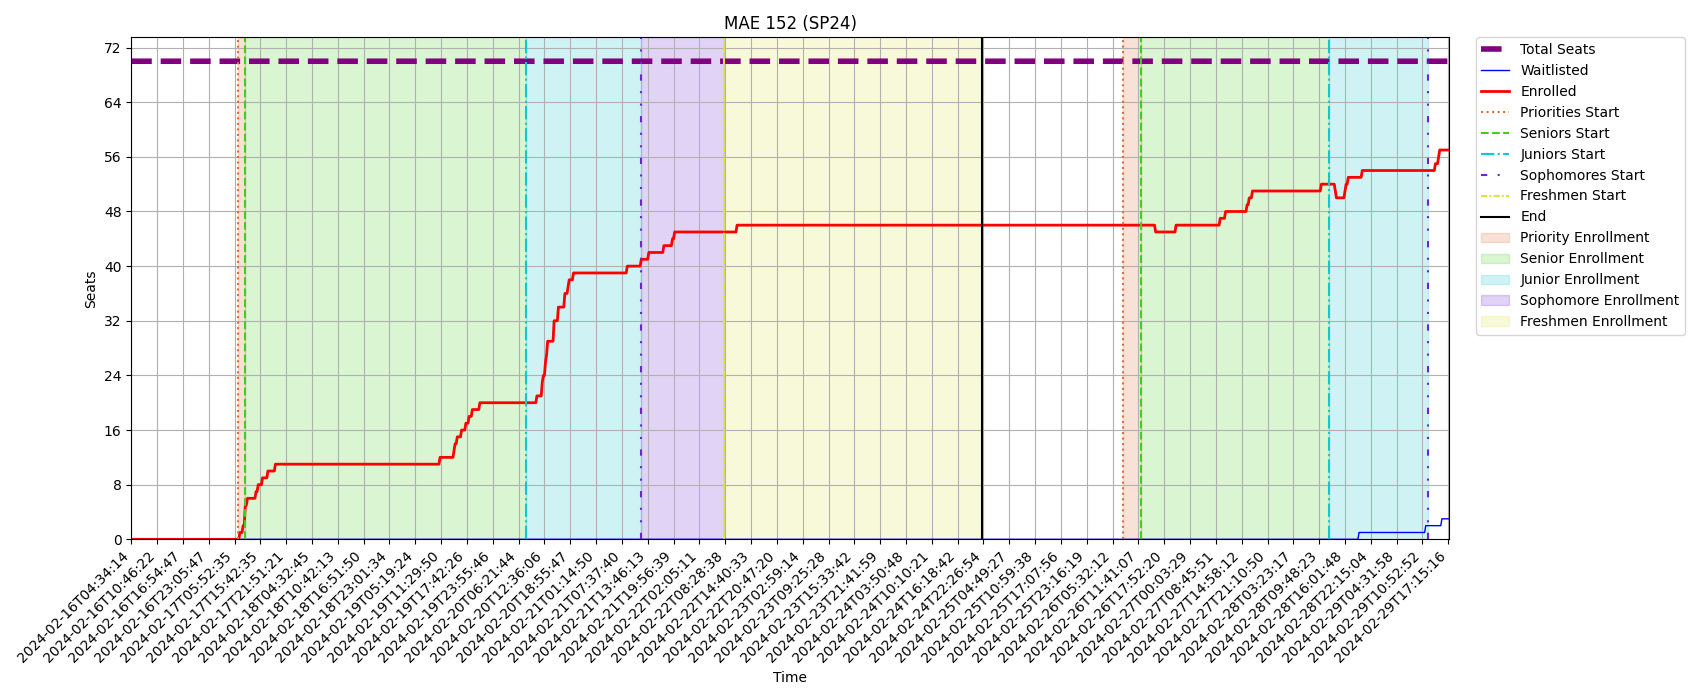 MAE 152 (SP24)
72
64
56
48
40
32
24
16
8
0
Seats
2024-02-16T04:34:14
2024-02-16T10:46:22
2024-02-16T16:54:47
2024-02-16T23:05:47
2024-02-17T05:52:35
2024-02-17T15:42:35
2024-02-17T21:51:21
2024-02-18T04:32:45
2024-02-18T10:42:13
2024-02-18T16:51:50
2024-02-18T23:01:34
2024-02-19T05:19:24
2024-02-19T11:29:50
2024-02-19T17:42:26
2024-02-19T23:55:46
2024-02-20T06:21:44
2024-02-20T12:36:06
2024-02-20T18:55:47
2024-02-21T01:14:50
2024-02-21T07:37:40
2024-02-21T13:46:13
2024-02-21T19:56:39
2024-02-22T02:05:11
2024-02-22T08:28:38
2024-02-22T14:40:33
2024-02-22T20:47:20
2024-02-23T02:59:14
2024-02-23T09:25:28
2024-02-23T15:33:42
2024-02-23T21:41:59
2024-02-24T03:50:48
2024-02-24T10:10:21
2024-02-24T16:18:42
2024-02-24T22:26:54
2024-02-25T04:49:27
2024-02-25T10:59:38
2024-02-25T17:07:56
2024-02-25T23:16:19
2024-02-26T05:32:12
2024-02-26T11:41:07
2024-02-26T17:52:20
2024-02-27T00:03:29
2024-02-27T08:45:51
2024-02-27T14:58:12
2024-02-27T21:10:50
2024-02-28T03:23:17
2024-02-28T09:48:23
2024-02-28T16:01:48
2024-02-28T22:15:04
2024-02-29T04:31:58
2024-02-29T10:52:52
2024-02-29T17:15:16
Time
Total Seats
Waitlisted
Enrolled
Priorities Start
Seniors Start
Juniors Start
Sophomores Start
Freshmen Start
End
Priority Enrollment
Senior Enrollment
Junior Enrollment
Sophomore Enrollment
Freshmen Enrollment